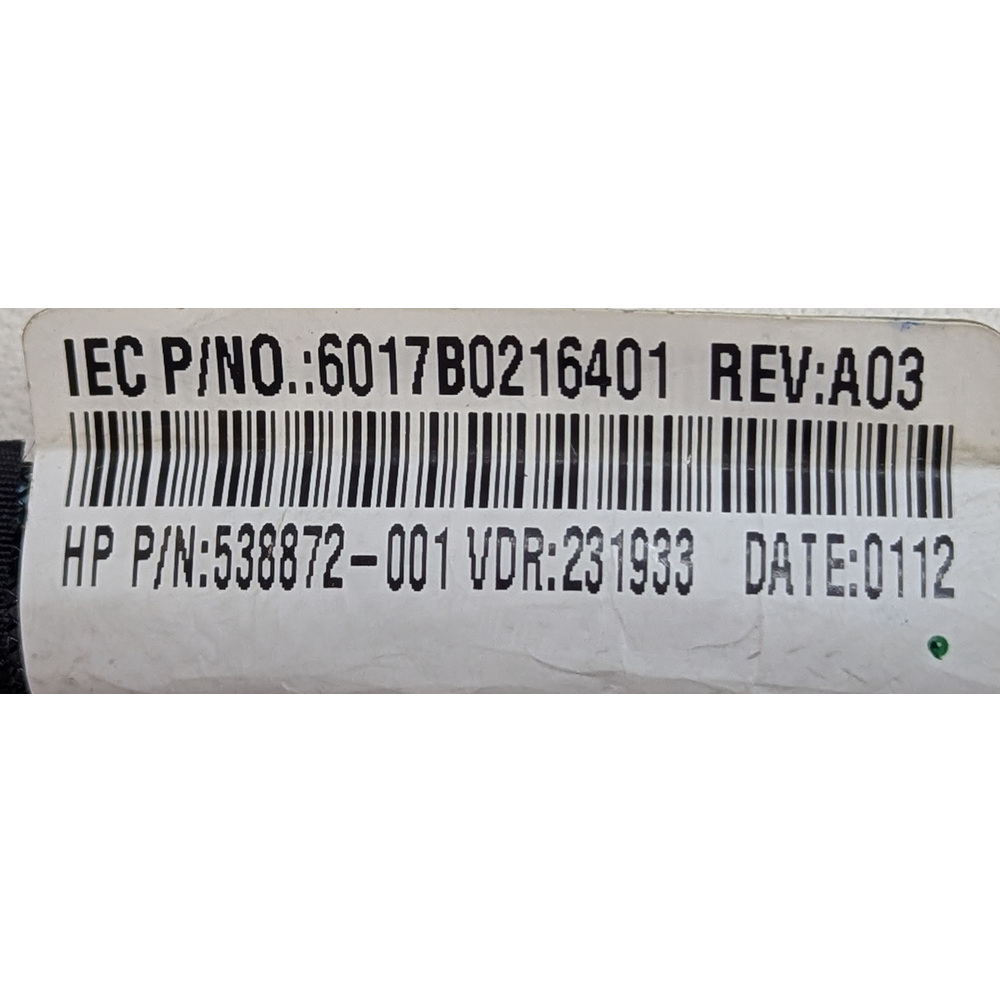 IEC P/NO.:6017B0216401 REV:A03
HP P/N:538872-001 VDR:231933 DATE:0112